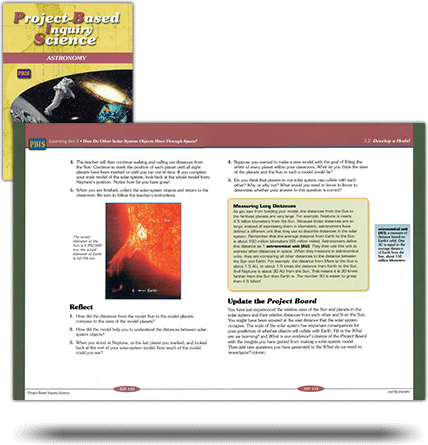 Project-Based
Inquiry
Science
ASTRONOMY
PBIS
PBIS
Learning Set 3 • How Do Other Solar-System Objects Move Through Space?
3.2 Develop a Model
4. The teacher will then continue walking and calling out distances from
the Sun. Continue to mark the position of each planet until all eight
planets have been marked or until you run out of time. If you complete
your scale model of the solar system, look back at the whole model from
Neptune's position. Notice how far you have gone!
5. When you are finished, collect the solar-system objects and return to the
classroom. Be sure to follow the teacher's instructions.
The actual
diameter of the
Sun is 1,392,000
km; the actual
diameter of Earth
is 12,756 km.
Earth
Reflect
1. How did the distances from the model Sun to the model planets
compare to the sizes of the model planets?
2. How did the model help you to understand the distances between solar-
system objects?
3. When you stood at Neptune, or the last planet you marked, and looked
back at the rest of your solar-system model, how much of the model
could you see?
Project-Based Inquiry Science
4. Suppose you wanted to make a new model with the goal of fitting the
orbits of every planet within your classroom. What do you think the sizes
of the planets and the Sun in such a model would be?
5. Do you think that planets in our solar system can collide with each
other? Why or why not? What would you need to know to
determine whether your answer to this question is correct?
Measuring Long Distances
As you saw from building your model, the distances from the Sun to
the farthest planets are very large. For example, Neptune is nearly
4.5 billion kilometers from the Sun. Because these distances are so
large, instead of expressing them in kilometers, astronomers have
defined a different unit that they use to describe distances in the solar
system. Remember that the average distance from Earth to the Sun
is about 150 million kilometers (93 million miles). Astronomers define
this distance as 1 astronomical unit (AU). They then use this unit to
express other distances in space. When they measure in astronomical
units, they are comparing all other distances to the distance between
the Sun and Earth. For example, the distance from Mars to the Sun is
about 1.5 AU, or about 1.5 times the distance from Earth to the Sun.
And Neptune is about 30 AU from the Sun. This means it is 30 times
farther from the Sun than Earth is. The number 30 is easier to grasp
than 4.5 billion!
astronomical unit
(AU): a measure of
distance based on
Earth's orbit. One
AU is equal to the
average distance
of Earth from the
Sun, about 150
million kilometers.
Update the Project Board
You have just experienced the relative sizes of the Sun and planets in the
solar system and their relative distances from each other and from the Sun.
You might have been amazed at the vast distance that the solar system
occupies. The scale of the solar system has important consequences for
your prediction of whether objects will collide with Earth. Fill in the What
are we learning? and What is our evidence? columns of the Project Board
with the insights you have gained from making a solar-system model.
Then add new questions you have generated to the What do we need to
investigate? column.
ASTRONOMY